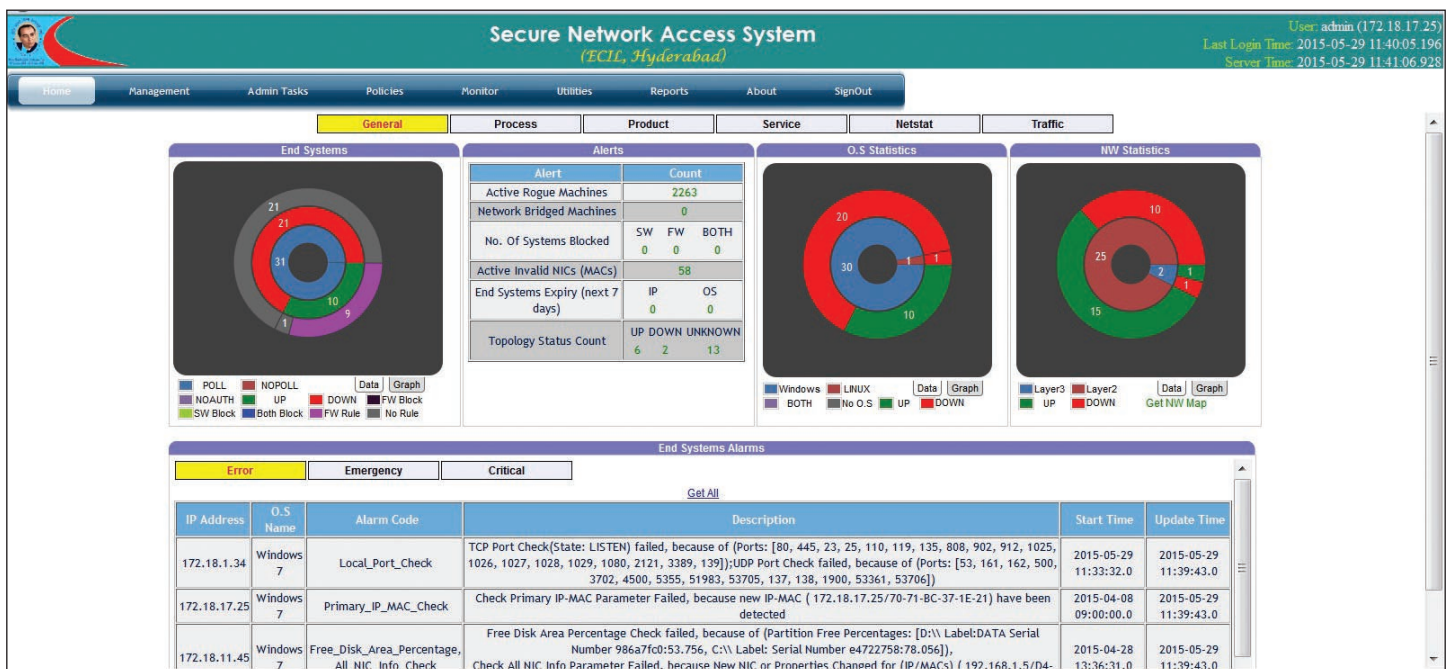 Secure Network Access System
(ECIL, Hyderabad)
User: admin (172.18.17.25)
Last Login Time: 2015-05-29 11:40:05.196
Server Time: 2015-05-29 11:41:06.928
Home Management Admin Tasks Policies Monitor Utilities Reports About SignOut
General Process Product Service Netstat Traffic
End Systems
21
21
31
10
9
1
POLL NOPOLL Data Graph
NOAUTH UP DOWN FW Block
SW Block Both Block FW Rule No Rule
Alerts
Alert Count
Active Rogue Machines 2263
Network Bridged Machines 0
No. Of Systems Blocked SW FW BOTH
0 0 0
Active Invalid NICs (MACs) 58
End Systems Expiry (next 7 days) IP OS
0 0
Topology Status Count UP DOWN UNKNOWN
6 2 13
O.S Statistics
20
30 1 1
10
Windows LINUX Data Graph
BOTH No O.S UP DOWN
NW Statistics
10
25
2 1
1
15
Layer3 Layer2 Data Graph
UP DOWN Get NW Map
End Systems Alarms
Error Emergency Critical
Get All
IP Address O.S Name Alarm Code Description Start Time Update Time
172.18.1.34 Windows 7 Local_Port_Check
TCP Port Check(State: LISTEN) failed, because of (Ports: [80, 445, 23, 25, 110, 119, 135, 808, 902, 912, 1025,
1026, 1027, 1028, 1029, 1080, 2121, 3389, 139]);UDP Port Check failed, because of (Ports: [53, 161, 162, 500,
3702, 4500, 5355, 51983, 53705, 137, 138, 1900, 53361, 53706])
2015-05-29 11:33:32.0 2015-05-29 11:39:43.0
172.18.17.25 Windows 7 Primary_IP_MAC_Check
Check Primary IP-MAC Parameter Failed, because new IP-MAC ( 172.18.17.25/70-71-BC-37-1E-21) have been
detected
2015-04-08 09:00:00.0 2015-05-29 11:39:43.0
172.18.11.45 Windows 7 Free_Disk_Area_Percentage, All_NIC_Info_Check
Free Disk Area Percentage Check failed, because of (Partition Free Percentages: [D:\\ Label:DATA Serial
Number 986a7fc0:53.756, C:\\ Label: Serial Number e4722758:78.056]),
Check All NIC Info Parameter Failed, because New NIC or Properties Changed for (IP/MACs) ( 192.168.1.5/D4-
2015-04-28 13:36:31.0 2015-05-29 11:39:43.0